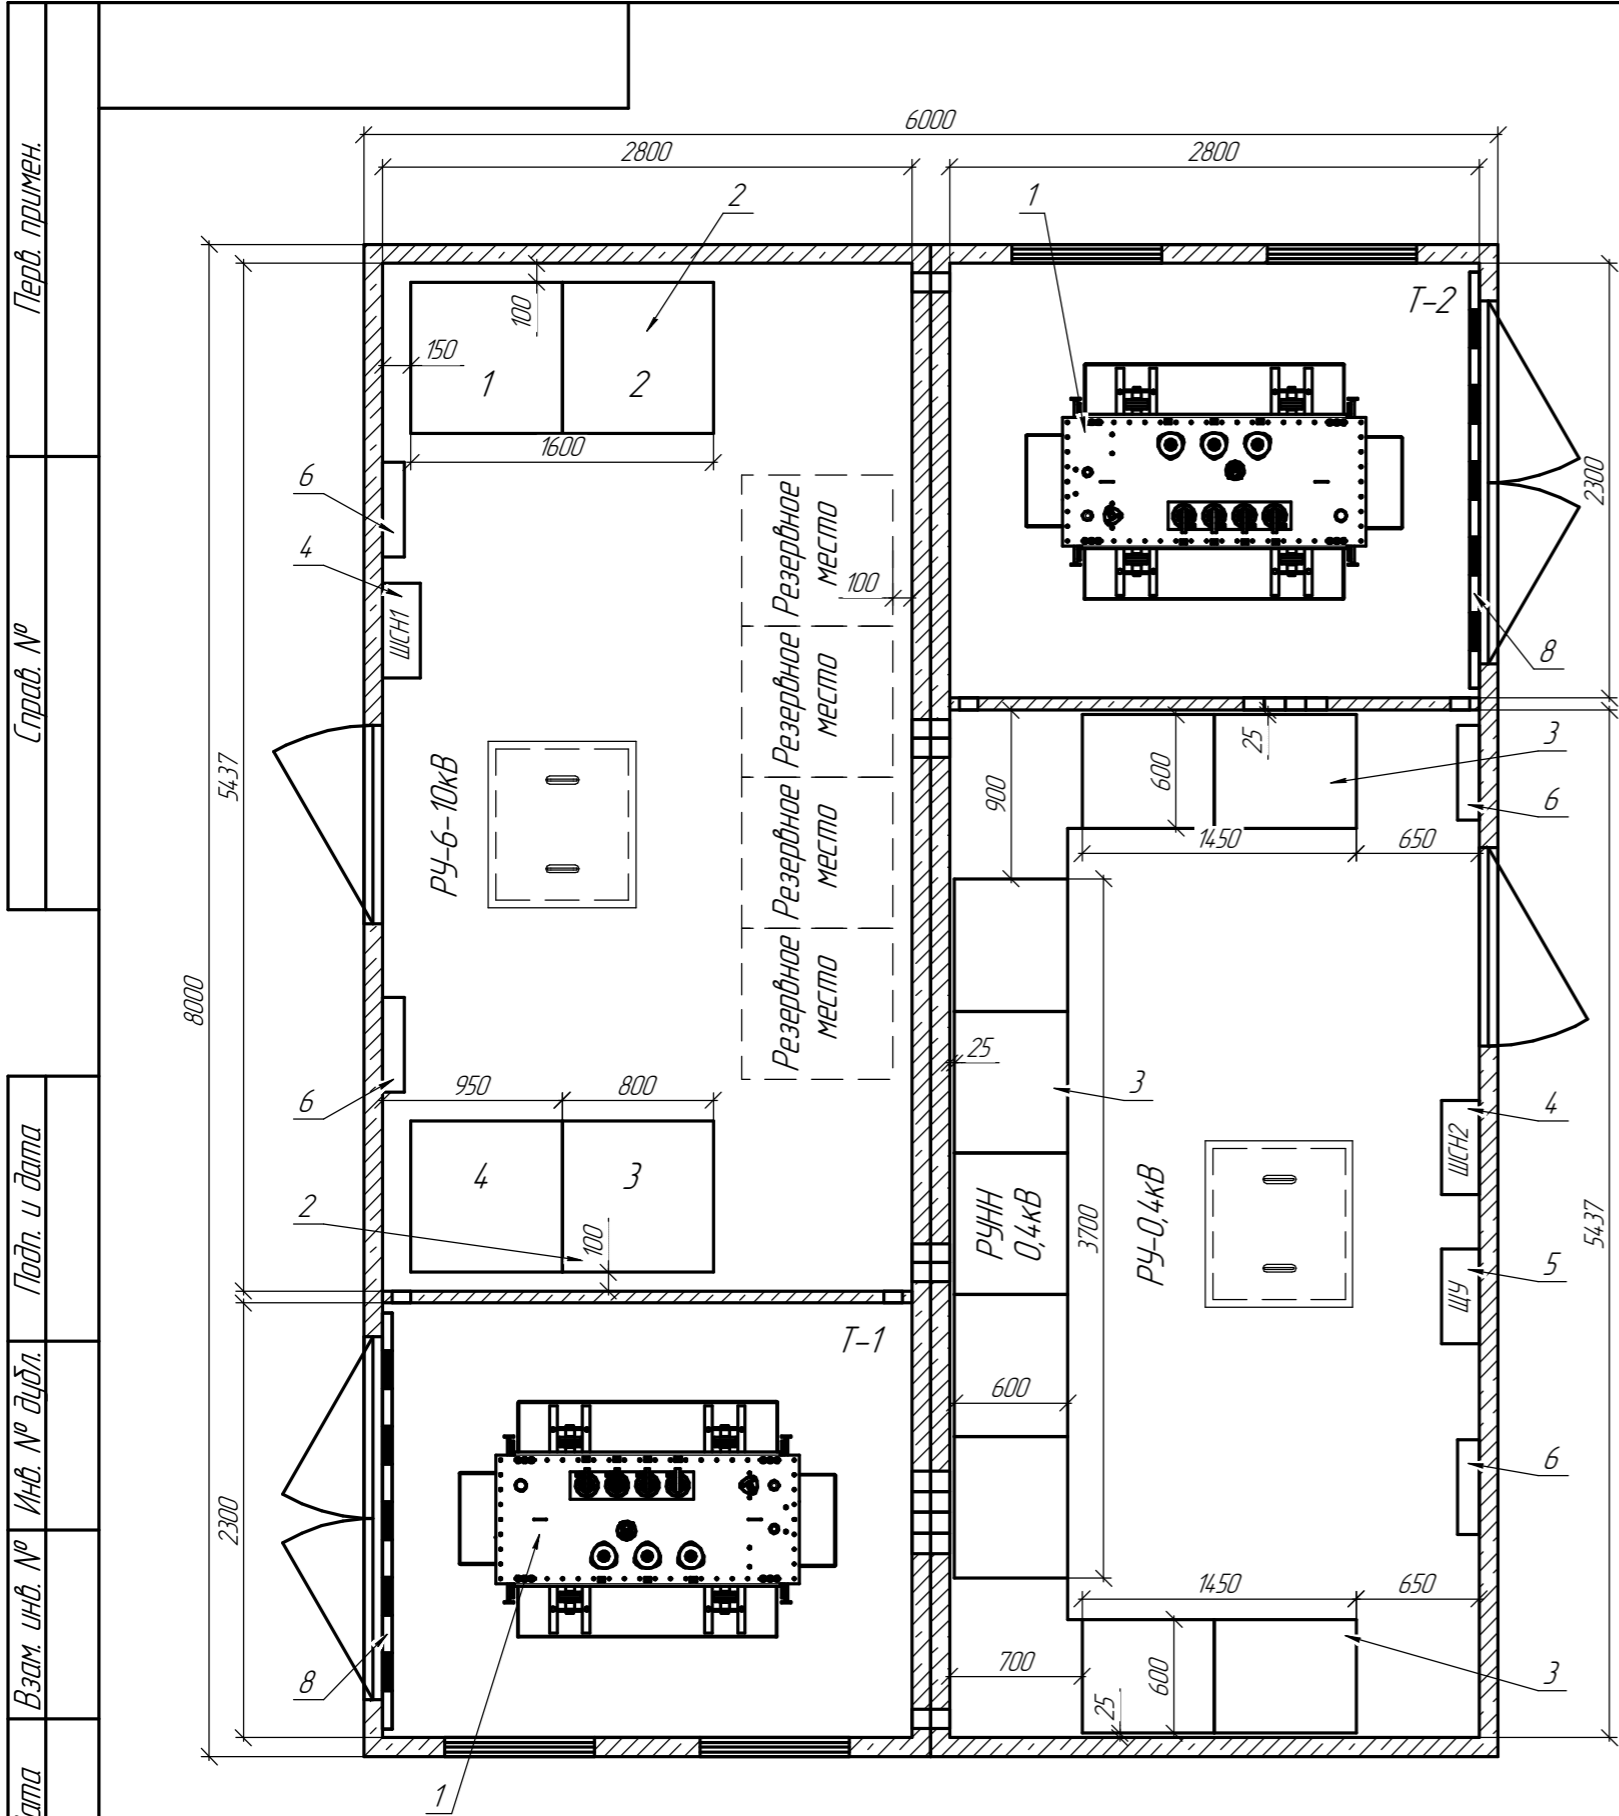 Перв. примен.
Справ. №
Подп. и дата
Инв. № дубл.
Взам. инв. №
6000
2800
2800
2
1
100
150
1
2
1600
6
4
ШСН1
Резервное
место
100
Резервное
место
Резервное
место
Резервное
место
РУ-6-10кВ
5437
8000
6
950
800
4
3
2
100
Т-1
2300
8
1
Т-2
2300
8
3
25
600
900
1450
650
6
25
3
4
ШСН2
РУНН
0,4кВ
3700
РУ-0,4кВ
5
ЩУ
5437
600
6
1450
650
700
600
25
3